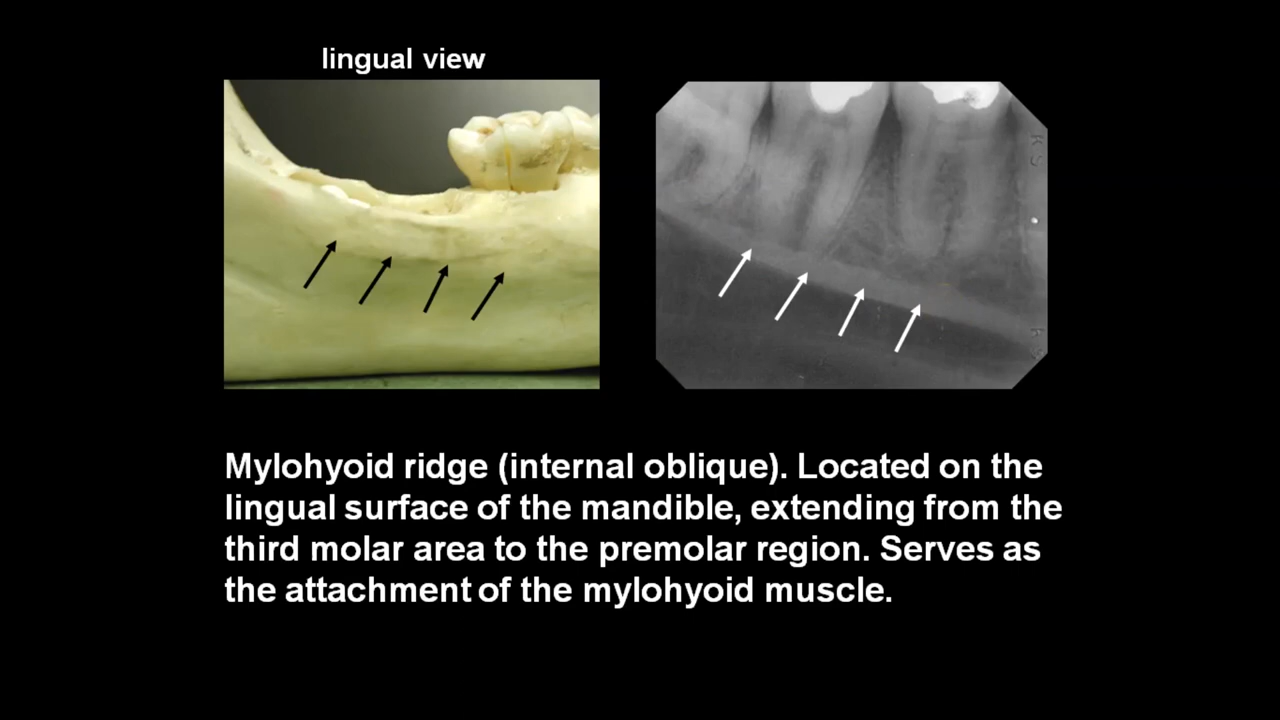 lingual view
Mylohyoid ridge (internal oblique). Located on the
lingual surface of the mandible, extending from the
third molar area to the premolar region. Serves as
the attachment of the mylohyoid muscle.